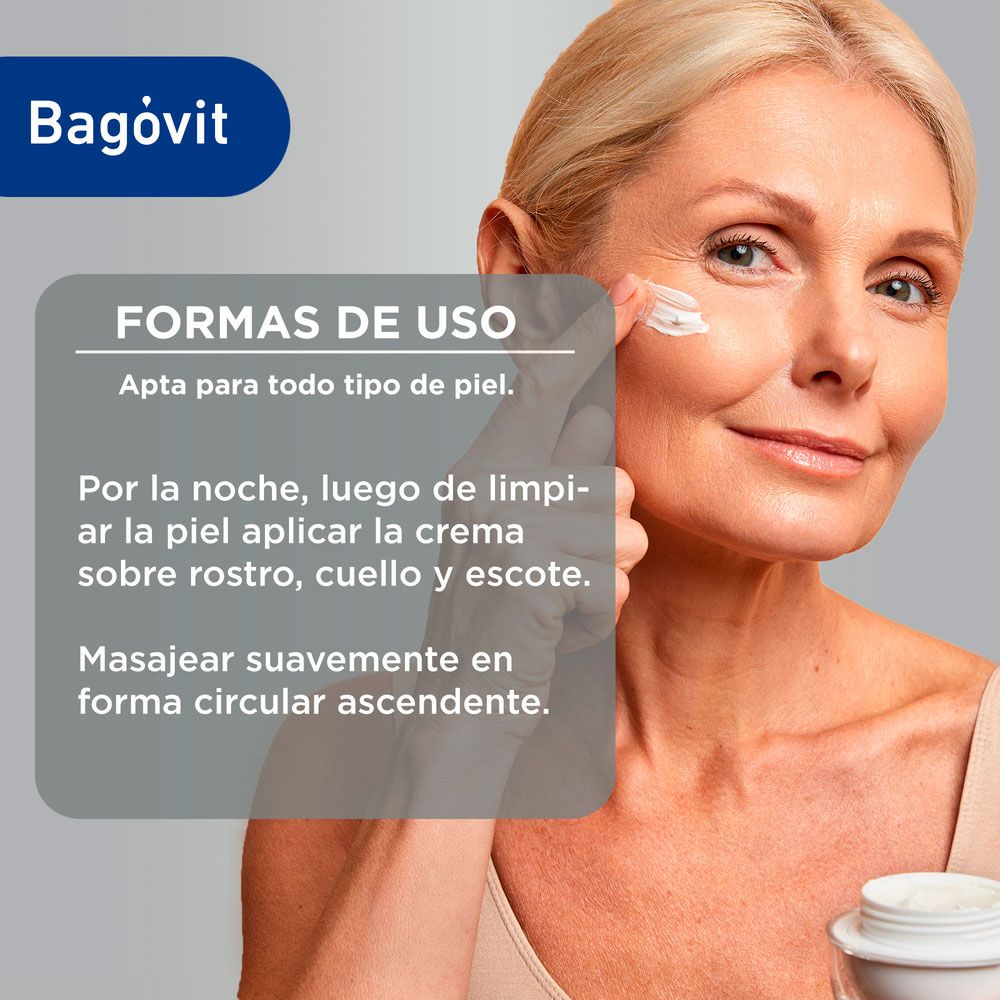 Bagóvit
FORMAS DE USO
Apta para todo tipo de piel.
Por la noche, luego de limpi-
ar la piel aplicar la crema
sobre rostro, cuello y escote.
Masajear suavemente en
forma circular ascendente.